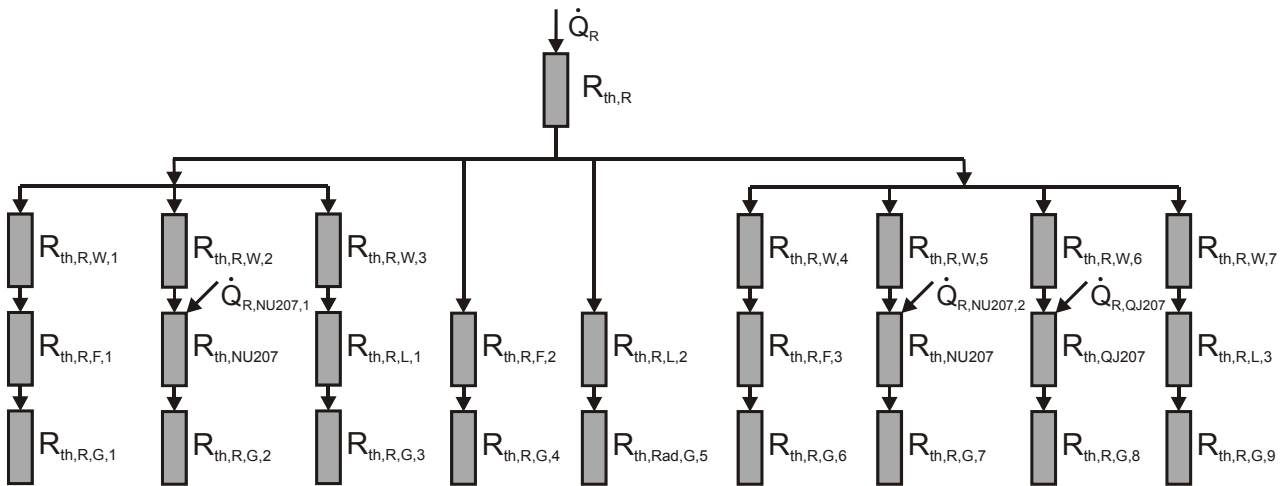 Q̇R
Rth,R
Rth,R,W,1 Rth,R,W,2 Rth,R,W,3 Rth,R,W,4 Rth,R,W,5 Rth,R,W,6 Rth,R,W,7
Q̇R,NU207,1 Q̇R,NU207,2 Q̇R,QJ207
Rth,R,F,1 Rth,NU207 Rth,R,L,1 Rth,R,F,2 Rth,R,L,2 Rth,R,F,3 Rth,NU207 Rth,QJ207 Rth,R,L,3
Rth,R,G,1 Rth,R,G,2 Rth,R,G,3 Rth,R,G,4 Rth,Rad,G,5 Rth,R,G,6 Rth,R,G,7 Rth,R,G,8 Rth,R,G,9